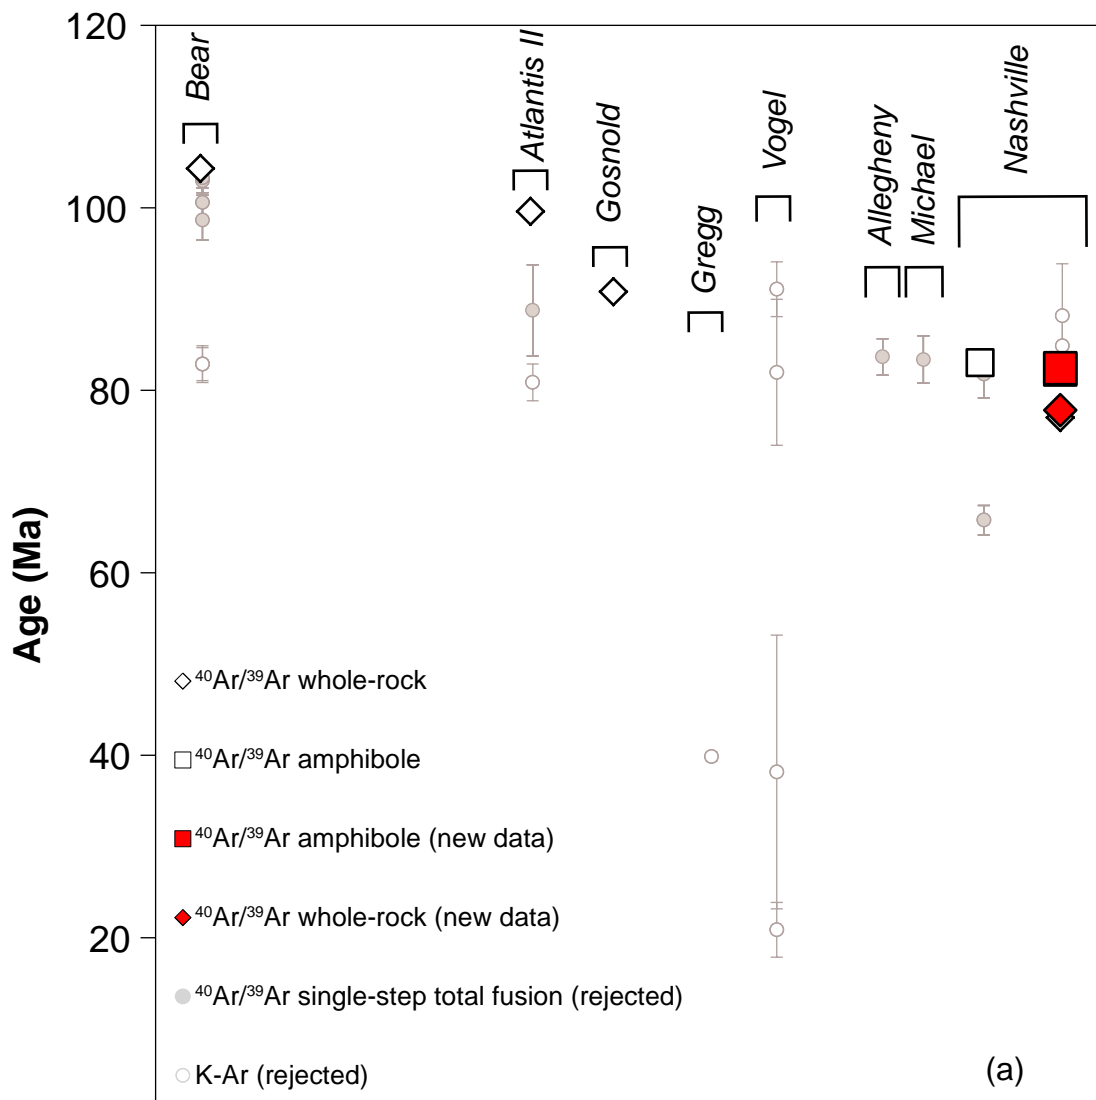 120
100
80
60
40
20
Age (Ma)
Bear
Atlantis II
Gosnold
Gregg
Vogel
Allegheny
Michael
Nashville
⁴⁰Ar/³⁹Ar whole-rock
⁴⁰Ar/³⁹Ar amphibole
⁴⁰Ar/³⁹Ar amphibole (new data)
⁴⁰Ar/³⁹Ar whole-rock (new data)
⁴⁰Ar/³⁹Ar single-step total fusion (rejected)
K-Ar (rejected)
(a)